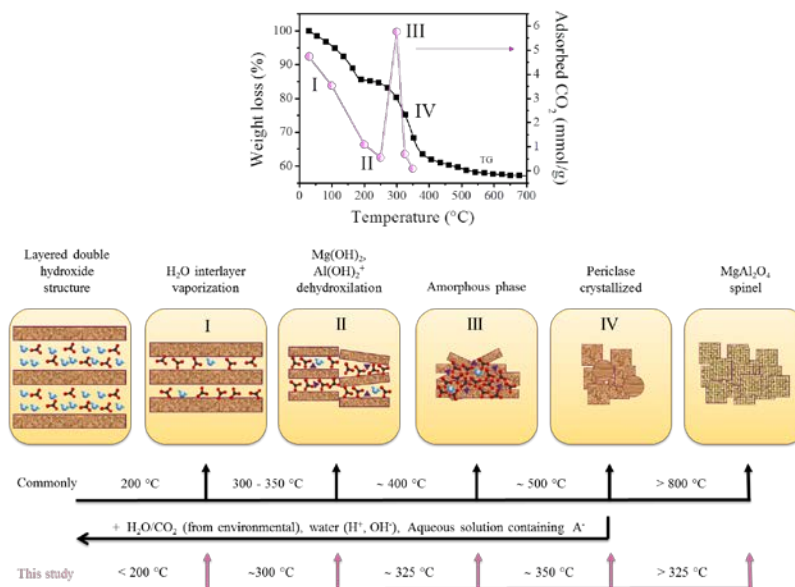 100
90
80
70
60
Weight loss (%)
6
5
4
3
2
1
0
Adsorbed CO2 (mmol/g)
I
II
III
IV
TG
0 100 200 300 400 500 600 700
Temperature (°C)
Layered double
hydroxide
structure
H2O interlayer
vaporization
Mg(OH)2,
Al(OH)2+
dehydroxilation
Amorphous phase
Periclase
crystallized
MgAl2O4
spinel
I
II
III
IV
Commonly 200 °C 300 - 350 °C ~ 400 °C ~ 500 °C > 800 °C
+ H2O/CO2 (from environmental), water (H+, OH-), Aqueous solution containing A-
This study < 200 °C ~300 °C ~ 325 °C ~ 350 °C > 325 °C